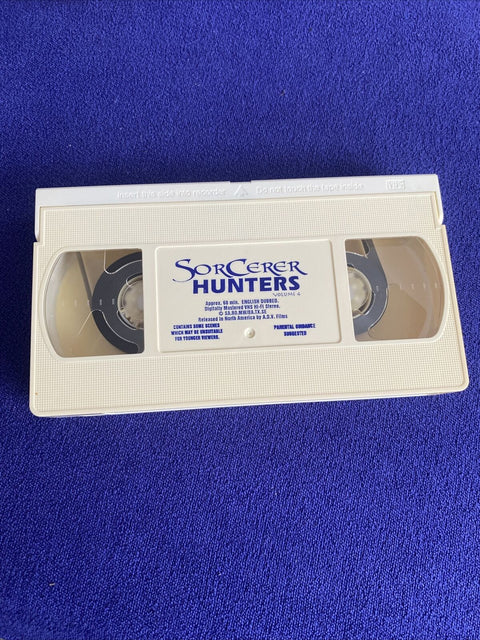 Insert this side into recorder △ Do not touch the tape inside VHS
SORCERER
HUNTERS
VOLUME 4
Approx. 60 min. ENGLISH DUBBED.
Digitally Mastered VHS Hi-Fi Stereo.
Released in North America by A.D.V. Films
CONTAINS SOME SCENES
WHICH MAY BE UNSUITABLE
FOR YOUNGER VIEWERS.
PARENTAL GUIDANCE
SUGGESTED